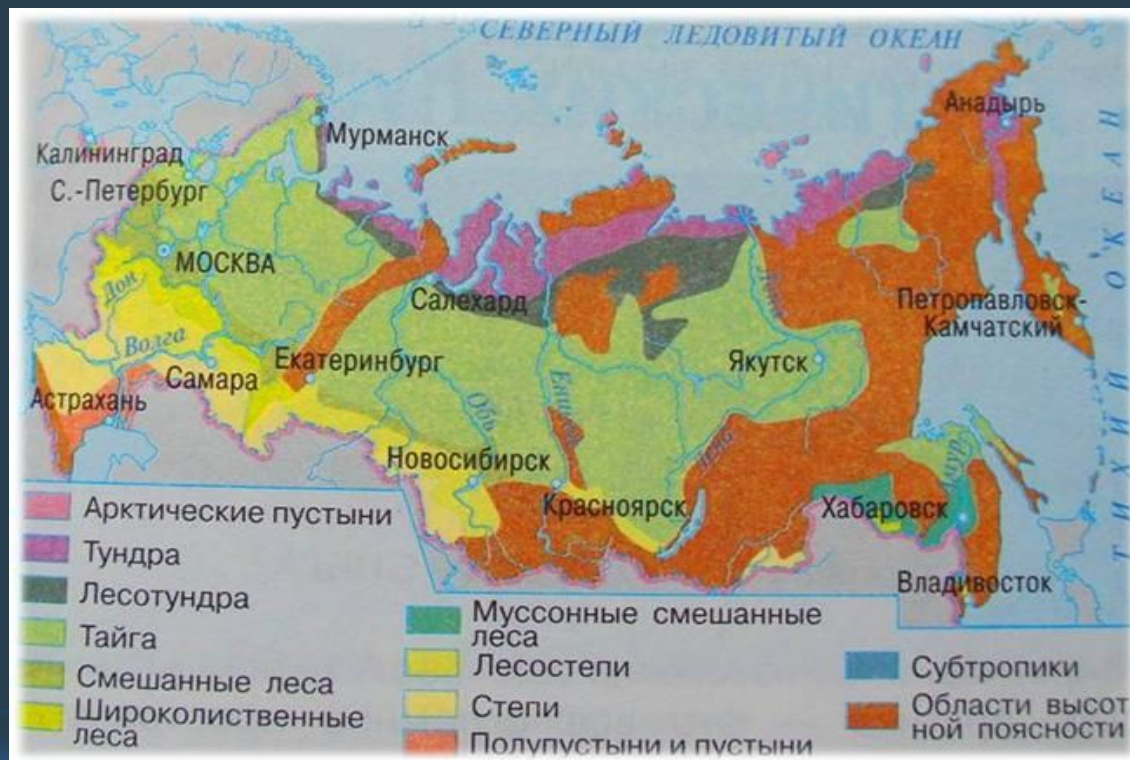 СЕВЕРНЫЙ ЛЕДОВИТЫЙ ОКЕАН
Анадырь
Мурманск
Калининград
С.-Петербург
МОСКВА
Дон
Волга
Салехард
Лена
Петропавловск-
Камчатский
Екатеринбург
Самара
Якутск
Астрахань
Обь
Енисей
Новосибирск
Красноярск
Хабаровск
Амур
Владивосток
ТИХИЙ ОКЕАН
Арктические пустыни
Тундра
Лесотундра
Тайга
Смешанные леса
Широколиственные
леса
Муссонные смешанные
леса
Лесостепи
Степи
Полупустыни и пустыни
Субтропики
Области высот
ной поясности